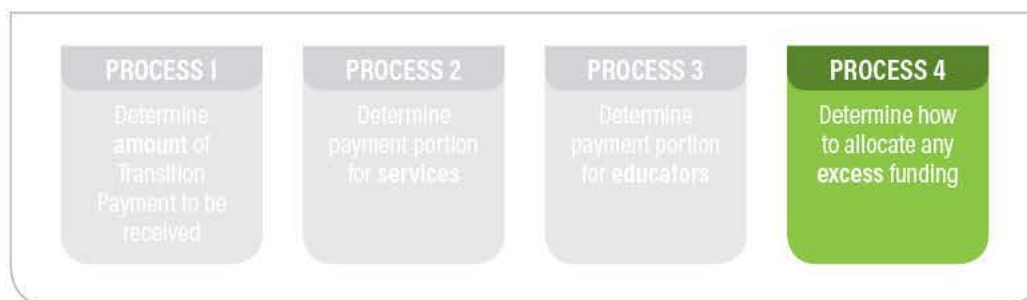 PROCESS 1
Determine
amount of
Transition
Payment to be
received
PROCESS 2
Determine
payment portion
for services
PROCESS 3
Determine
payment portion
for educators
PROCESS 4
Determine how
to allocate any
excess funding